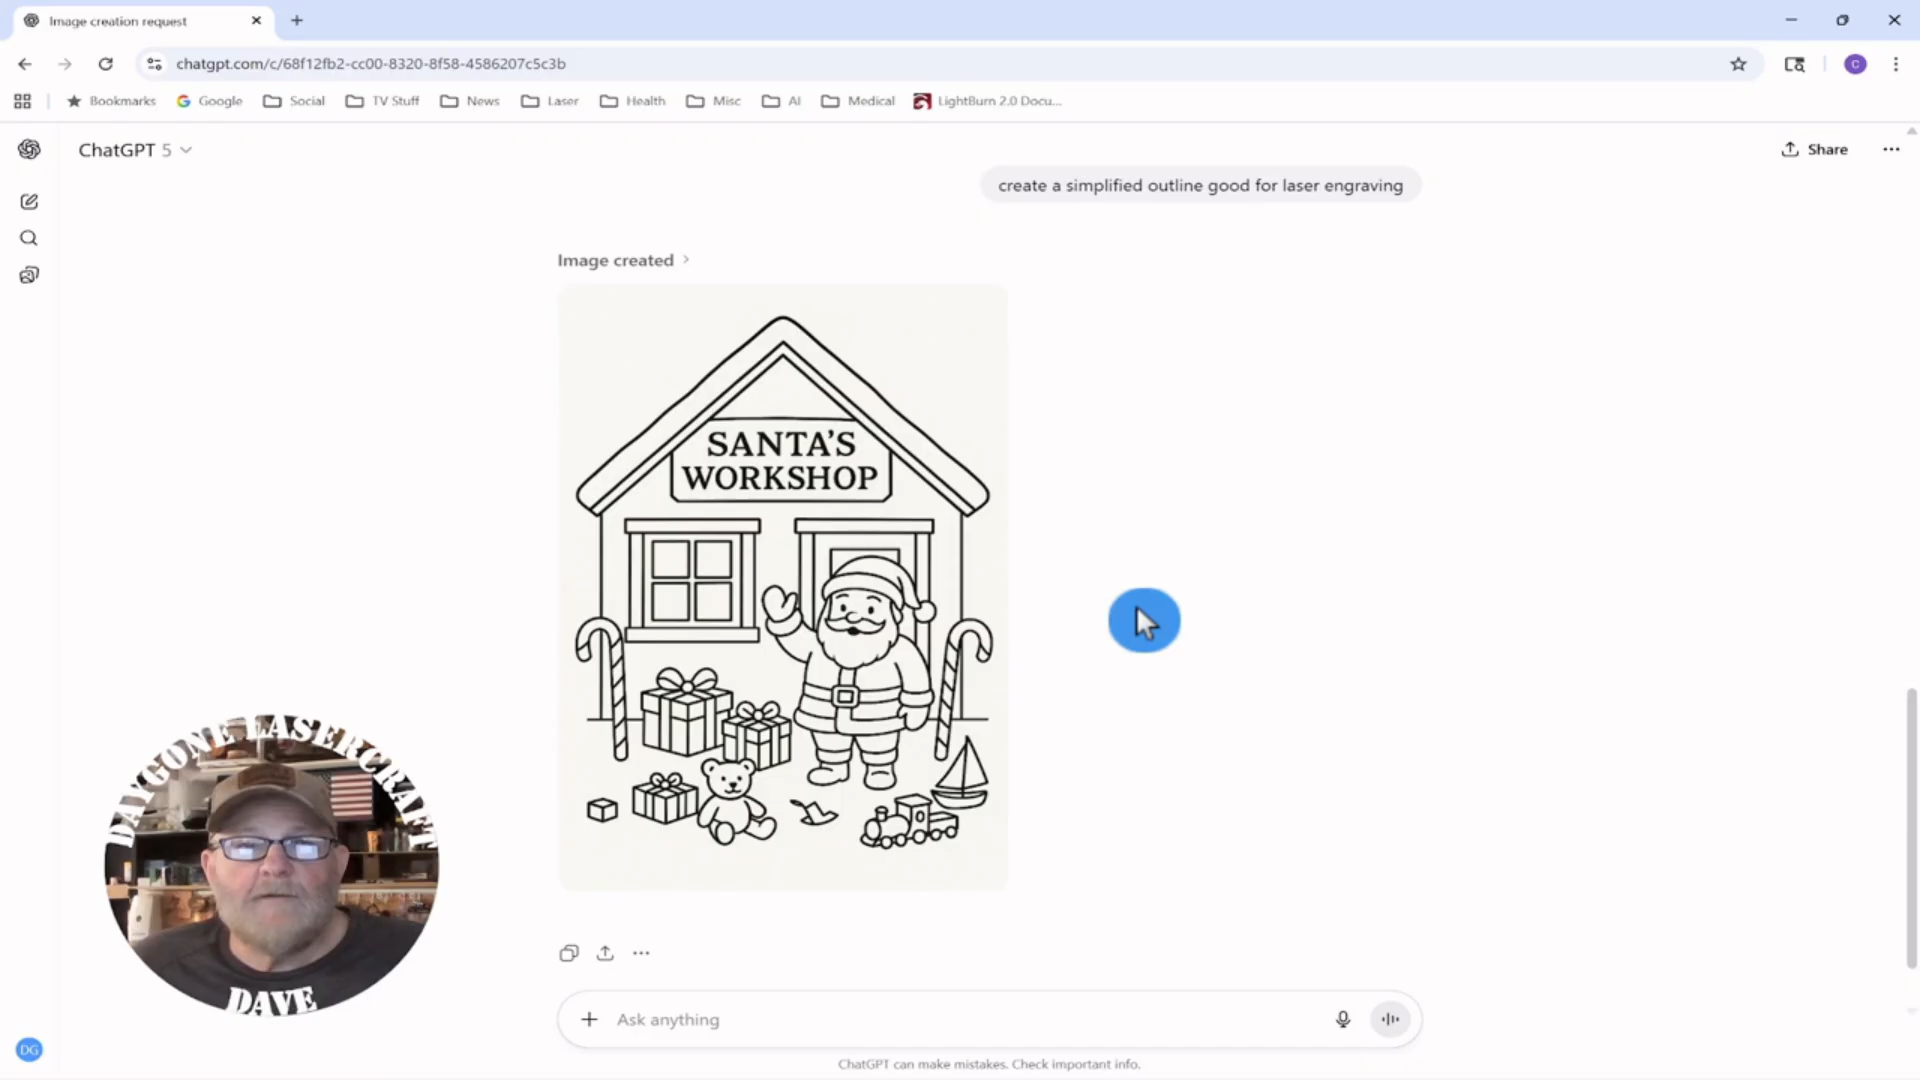 Image creation request
chatgpt.com/c/68f12fb2-cc00-8320-8f58-4586207c5c3b
C
Bookmarks Google Social TV Stuff News Laser Health Misc AI Medical LightBurn 2.0 Docu...
ChatGPT 5
Share
create a simplified outline good for laser engraving
Image created
SANTA'S
WORKSHOP
DAYGONE LASERCRAFT
DAVE
Ask anything
DG
ChatGPT can make mistakes. Check important info.